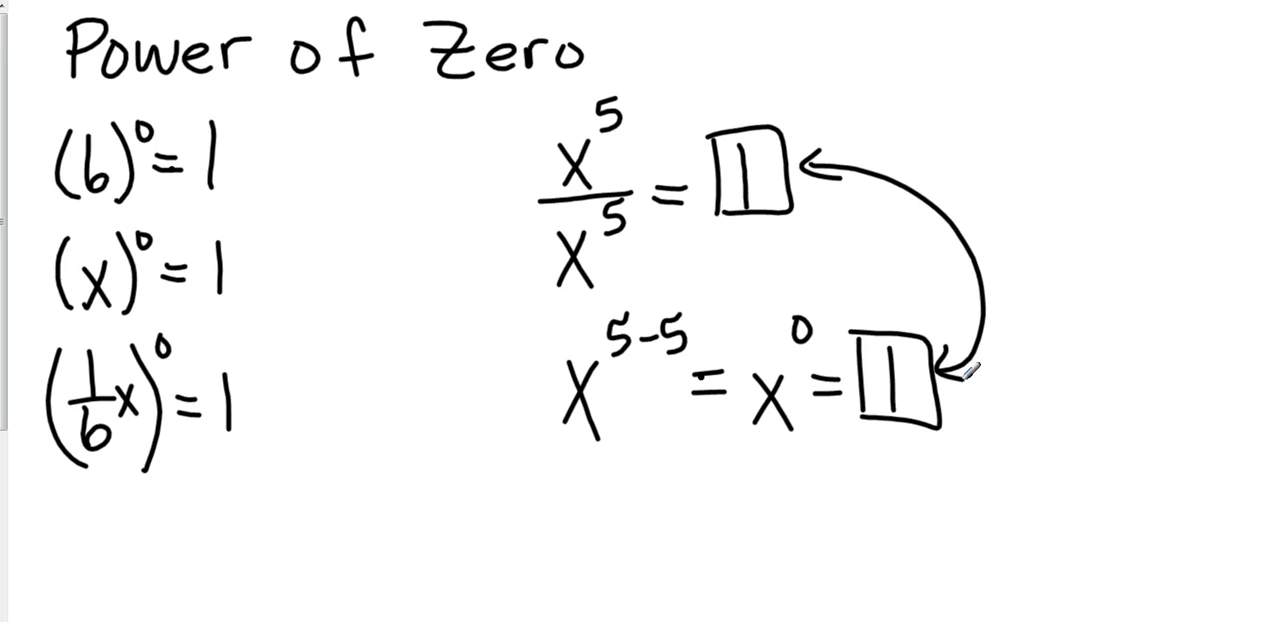 Power of Zero
(6)⁰ = 1
(x)⁰ = 1
(1/6 x)⁰ = 1
x⁵/x⁵ = 1
x⁵⁻⁵ = x⁰ = 1